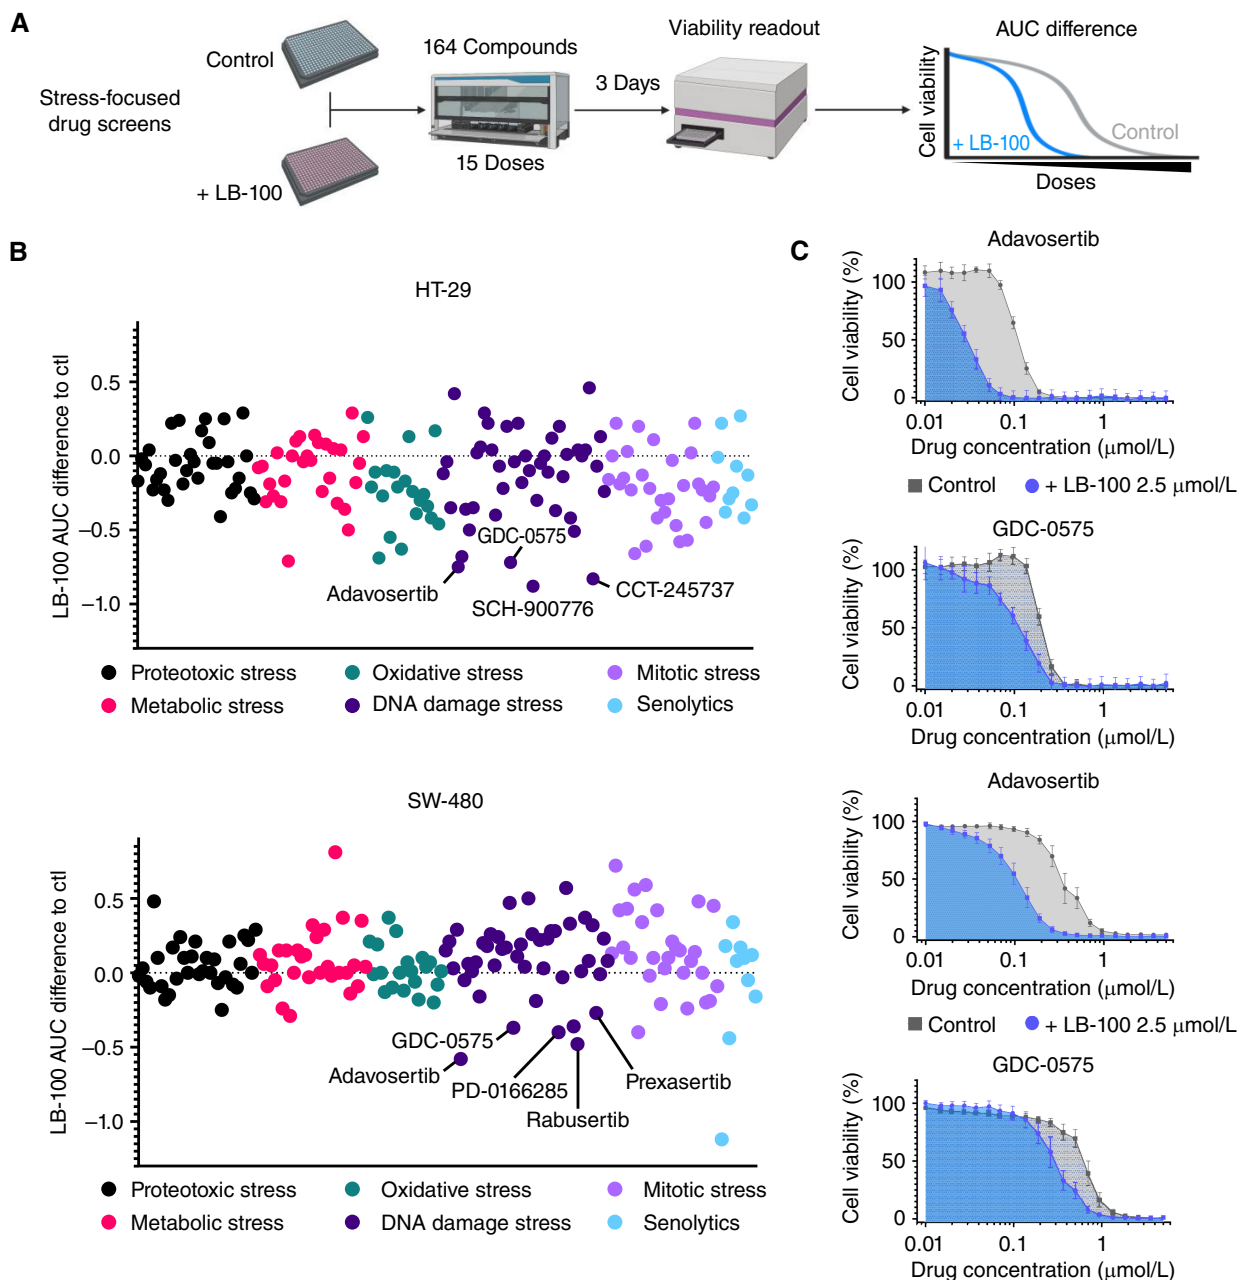 A
Stress-focused
drug screens
Control
+ LB-100
164 Compounds
15 Doses
3 Days
Viability readout
AUC difference
Cell viability
+ LB-100
Control
Doses
B
HT-29
LB-100 AUC difference to ctl
0.5
0.0
−0.5
−1.0
GDC-0575
Adavosertib
SCH-900776
CCT-245737
Proteotoxic stress
Oxidative stress
Mitotic stress
Metabolic stress
DNA damage stress
Senolytics
SW-480
LB-100 AUC difference to ctl
0.5
0.0
−0.5
−1.0
GDC-0575
Adavosertib
PD-0166285
Rabusertib
Prexasertib
Proteotoxic stress
Oxidative stress
Mitotic stress
Metabolic stress
DNA damage stress
Senolytics
C
Adavosertib
Cell viability (%)
100
50
0
0.01 0.1 1
Drug concentration (μmol/L)
Control + LB-100 2.5 μmol/L
GDC-0575
Cell viability (%)
100
50
0
0.01 0.1 1
Drug concentration (μmol/L)
Adavosertib
Cell viability (%)
100
50
0
0.01 0.1 1
Drug concentration (μmol/L)
Control + LB-100 2.5 μmol/L
GDC-0575
Cell viability (%)
100
50
0
0.01 0.1 1
Drug concentration (μmol/L)